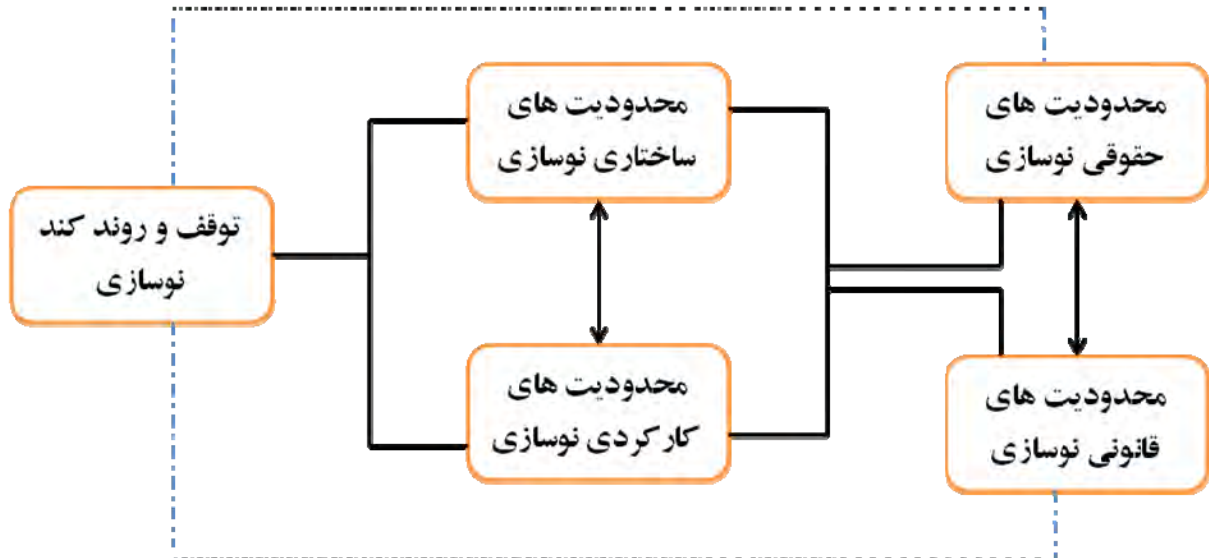 محدودیت های
حقوقی نوسازی
محدودیت های
قانونی نوسازی
محدودیت های
ساختاری نوسازی
محدودیت های
کارکردی نوسازی
توقف و روند کند
نوسازی